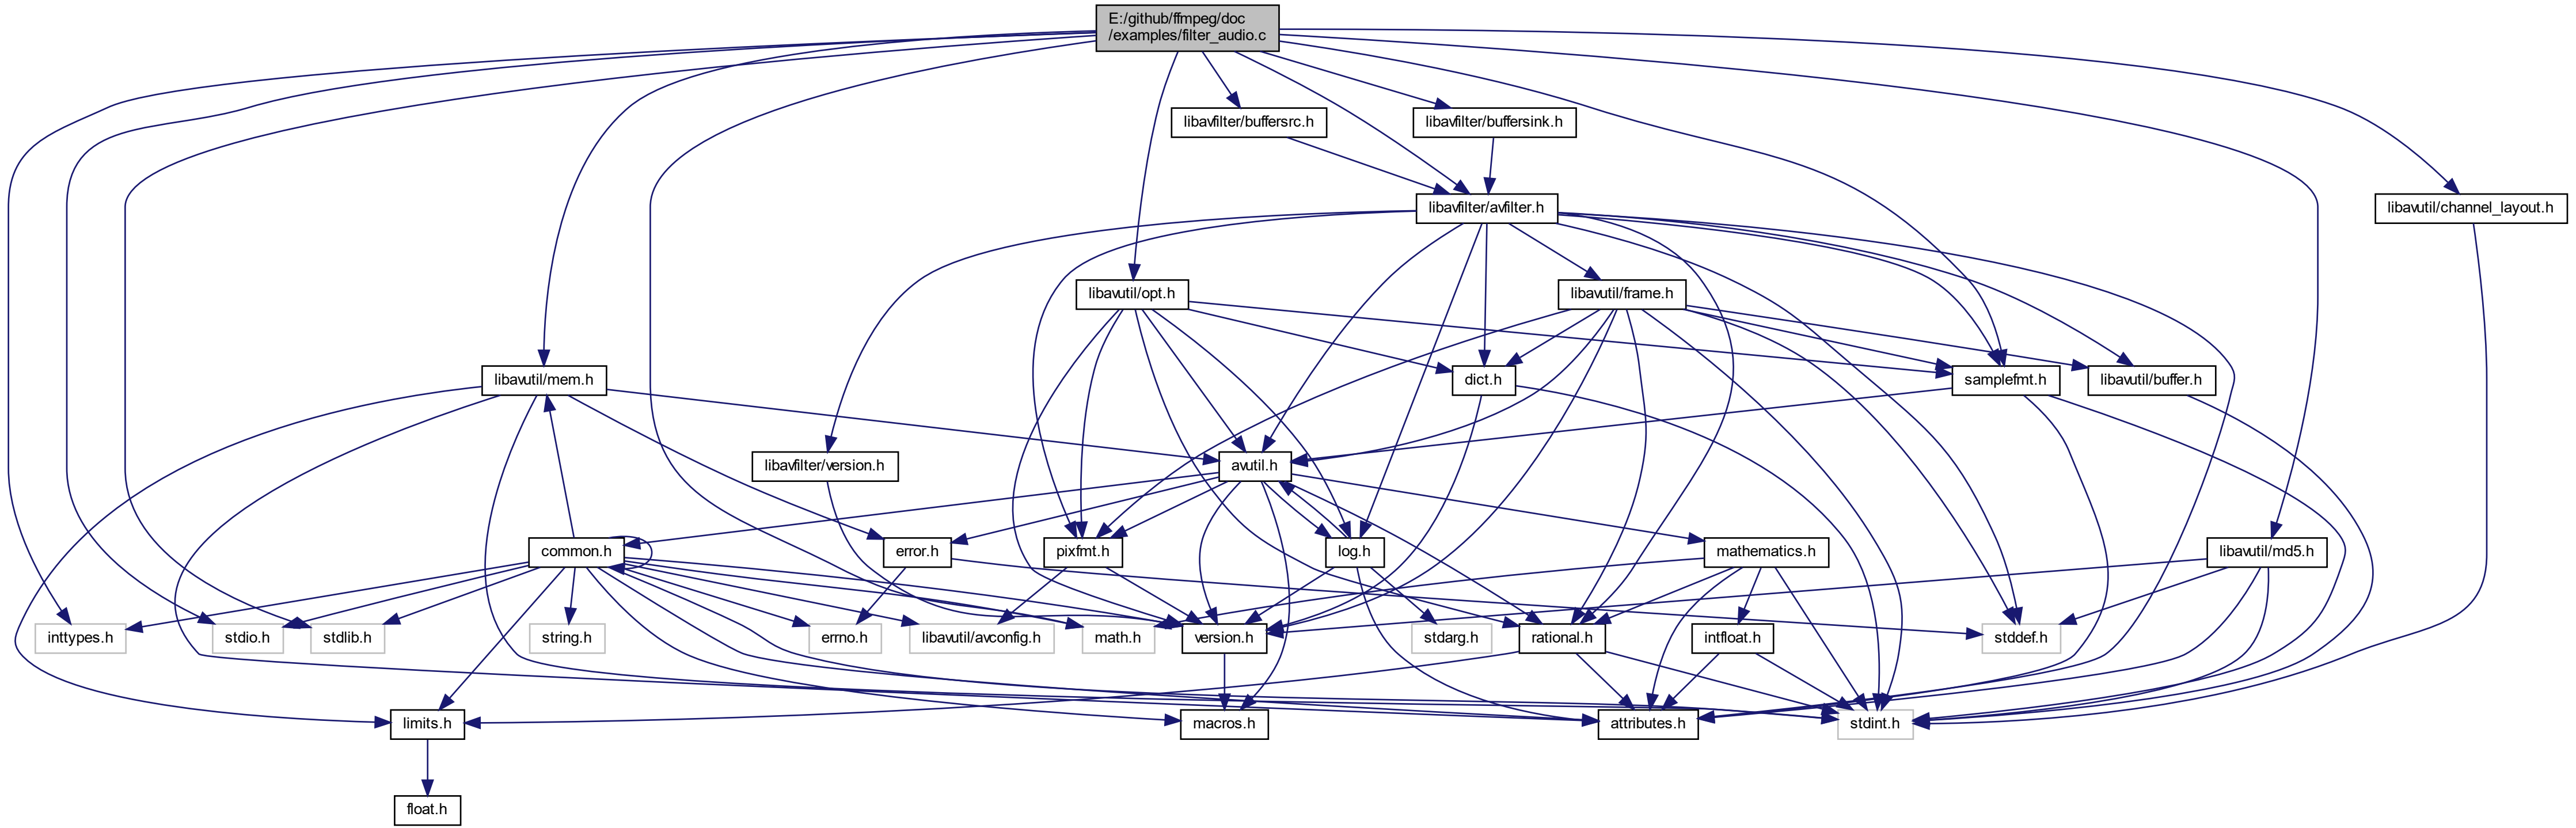 E:/github/ffmpeg/doc
/examples/filter_audio.c
libavfilter/buffersrc.h
libavfilter/buffersink.h
libavfilter/avfilter.h
libavutil/channel_layout.h
libavutil/opt.h
libavutil/frame.h
libavutil/mem.h
dict.h
samplefmt.h
libavutil/buffer.h
libavfilter/version.h
avutil.h
common.h
error.h
pixfmt.h
log.h
mathematics.h
libavutil/md5.h
inttypes.h
stdio.h
stdlib.h
string.h
errno.h
libavutil/avconfig.h
math.h
version.h
stdarg.h
rational.h
intfloat.h
stddef.h
limits.h
macros.h
attributes.h
stdint.h
float.h